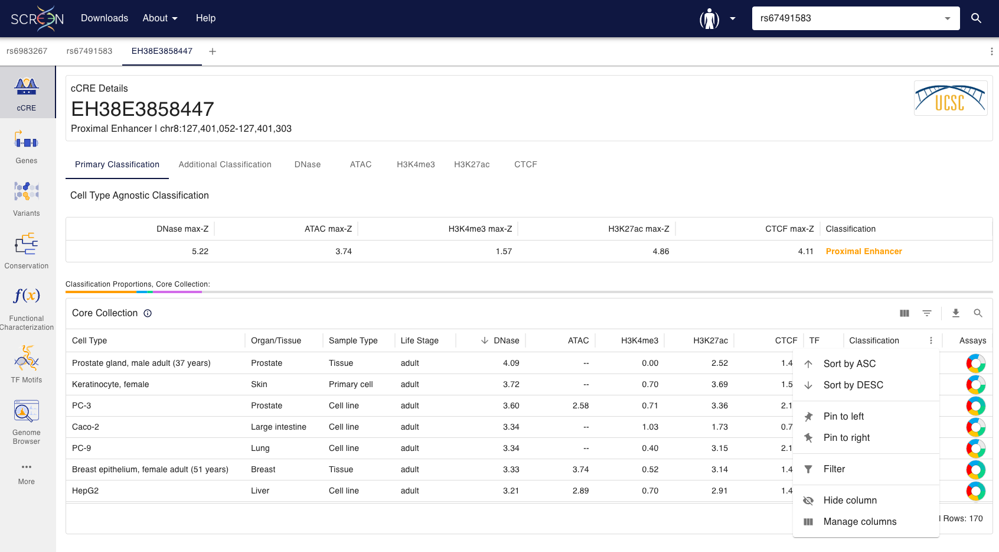 SCREEN Downloads About Help rs67491583
rs6983267 rs67491583 EH38E3858447 +
cCRE
Genes
Variants
Conservation
f(x)
Functional
Characterization
TF Motifs
Genome
Browser
More
cCRE Details
EH38E3858447
Proximal Enhancer | chr8:127,401,052-127,401,303
UCSC
Primary Classification Additional Classification DNase ATAC H3K4me3 H3K27ac CTCF
Cell Type Agnostic Classification
DNase max-Z ATAC max-Z H3K4me3 max-Z H3K27ac max-Z CTCF max-Z Classification
5.22 3.74 1.57 4.86 4.11 Proximal Enhancer
Classification Proportions, Core Collection:
Core Collection
Cell Type Organ/Tissue Sample Type Life Stage DNase ATAC H3K4me3 H3K27ac CTCF TF Classification Assays
Prostate gland, male adult (37 years) Prostate Tissue adult 4.09 -- 0.00 2.52 1.4
Keratinocyte, female Skin Primary cell adult 3.72 -- 0.70 3.69 1.5
PC-3 Prostate Cell line adult 3.60 2.58 0.71 3.36 2.1
Caco-2 Large intestine Cell line adult 3.34 -- 1.03 1.73 0.7
PC-9 Lung Cell line adult 3.34 -- 0.40 3.15 2.1
Breast epithelium, female adult (51 years) Breast Tissue adult 3.33 3.74 0.52 3.14 1.4
HepG2 Liver Cell line adult 3.21 2.89 0.70 2.91 1.4
Sort by ASC
Sort by DESC
Pin to left
Pin to right
Filter
Hide column
Manage columns
Rows: 170